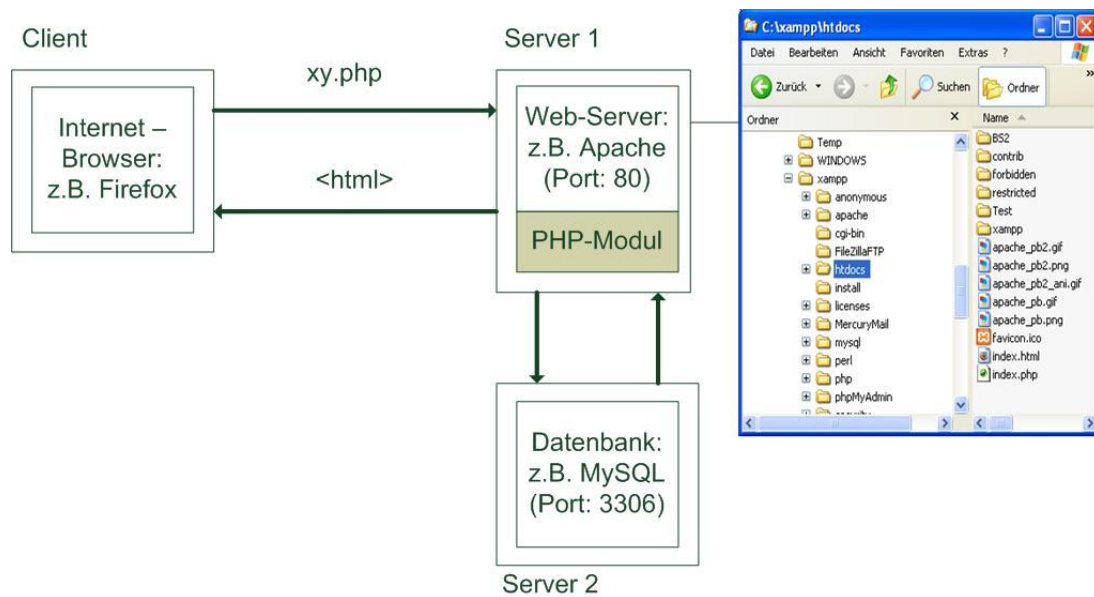 Client
Server 1
xy.php
Internet –
Browser:
z.B. Firefox
<html>
Web-Server:
z.B. Apache
(Port: 80)
PHP-Modul
Datenbank:
z.B. MySQL
(Port: 3306)
Server 2
C:\xampp\htdocs
Datei Bearbeiten Ansicht Favoriten Extras ?
Zurück Suchen Ordner »
Ordner X
Temp
WINDOWS
xampp
anonymous
apache
cgi-bin
FileZillaFTP
htdocs
install
licenses
MercuryMail
mysql
perl
php
phpMyAdmin
security
Name
BS2
contrib
forbidden
restricted
Test
xampp
apache_pb2.gif
apache_pb2.png
apache_pb2_ani.gif
apache_pb.gif
apache_pb.png
favicon.ico
index.html
index.php